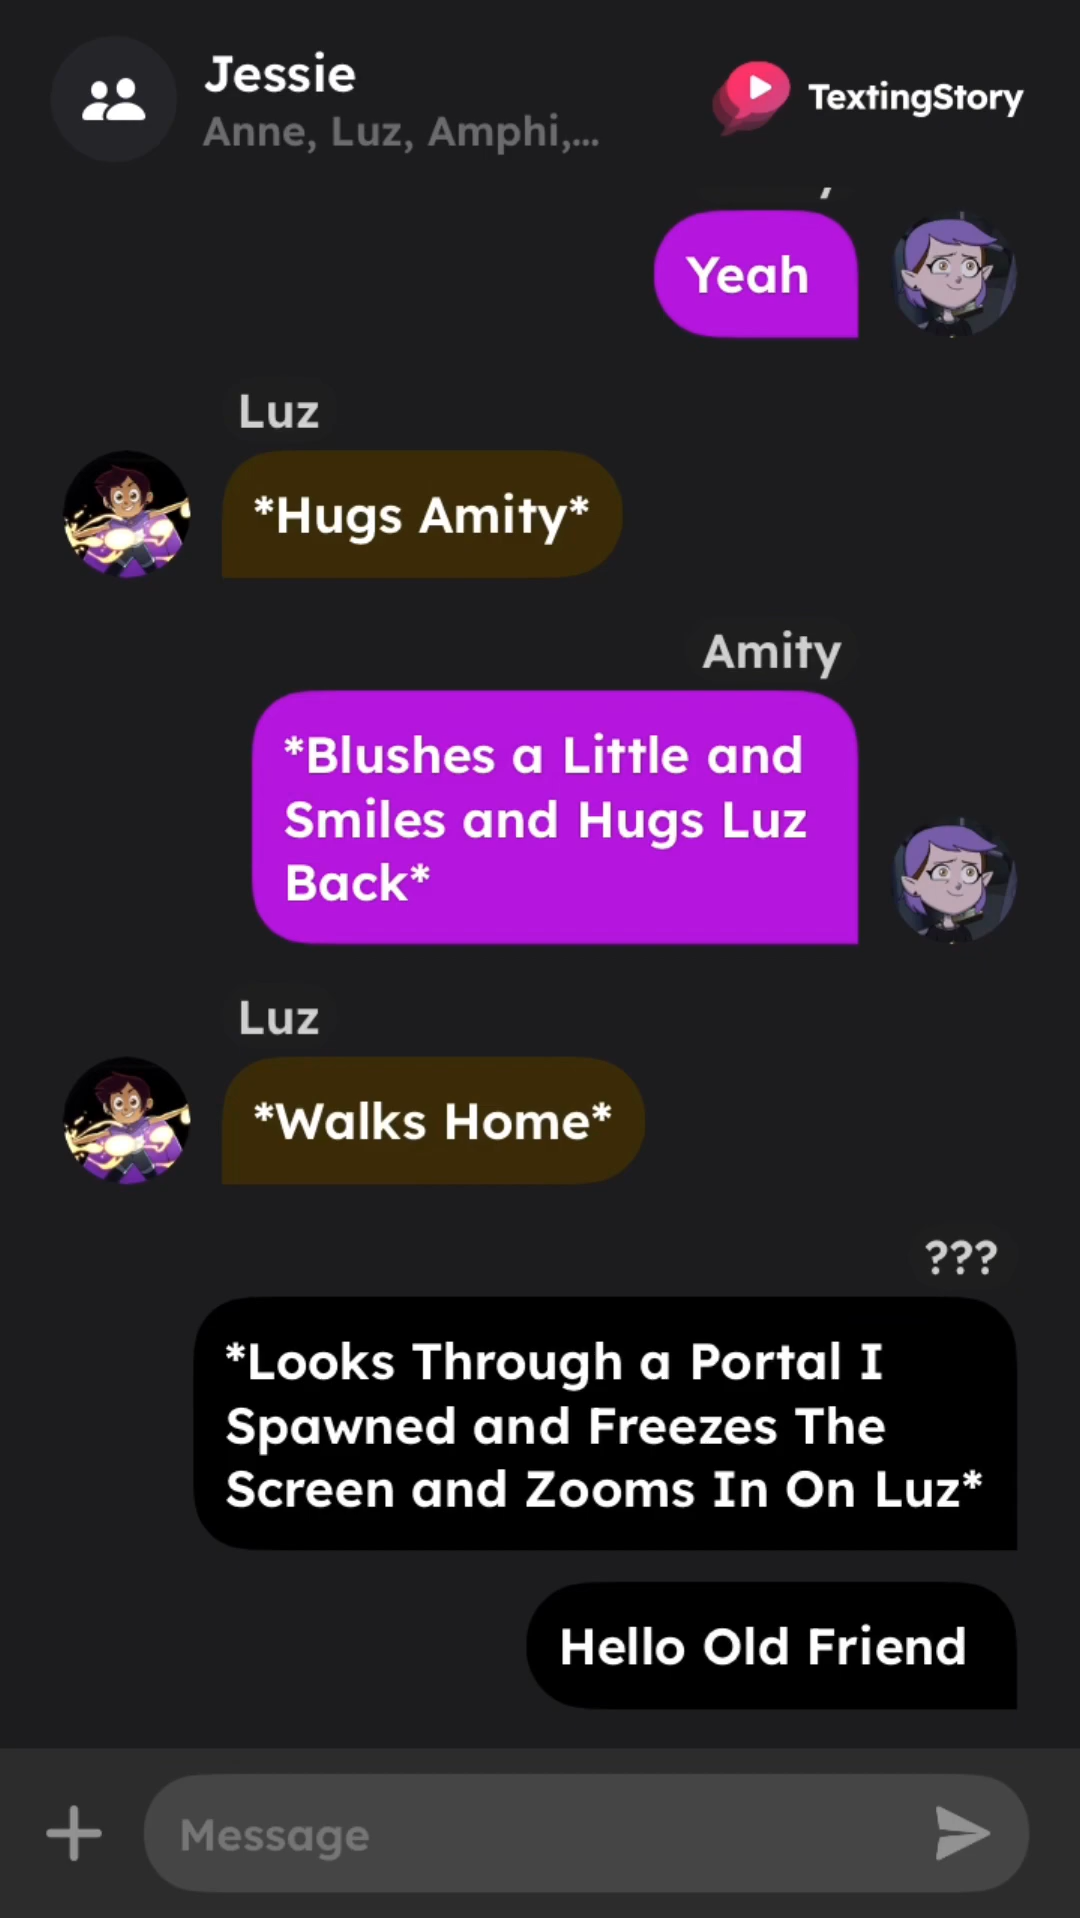 Jessie
Anne, Luz, Amphi,...
TextingStory
Yeah
Luz
*Hugs Amity*
Amity
*Blushes a Little and
Smiles and Hugs Luz
Back*
Luz
*Walks Home*
???
*Looks Through a Portal I
Spawned and Freezes The
Screen and Zooms In On Luz*
Hello Old Friend
Message